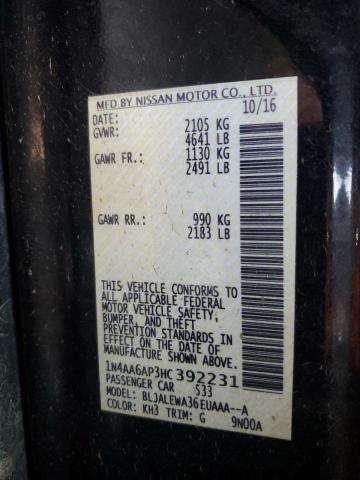 MFD BY NISSAN MOTOR CO., LTD.
DATE: 10/16
GVWR: 2105 KG
4641 LB
GAWR FR.: 1130 KG
2491 LB
GAWR RR.: 990 KG
2183 LB
THIS VEHICLE CONFORMS TO
ALL APPLICABLE FEDERAL
MOTOR VEHICLE SAFETY,
BUMPER, AND THEFT
PREVENTION STANDARDS IN
EFFECT ON THE DATE OF
MANUFACTURE SHOWN ABOVE.
1N4AA6AP3HC392231
PASSENGER CAR 533
MODEL: BLJALEWA36EUAAA--A
COLOR: KH3 TRIM: G 9N00A